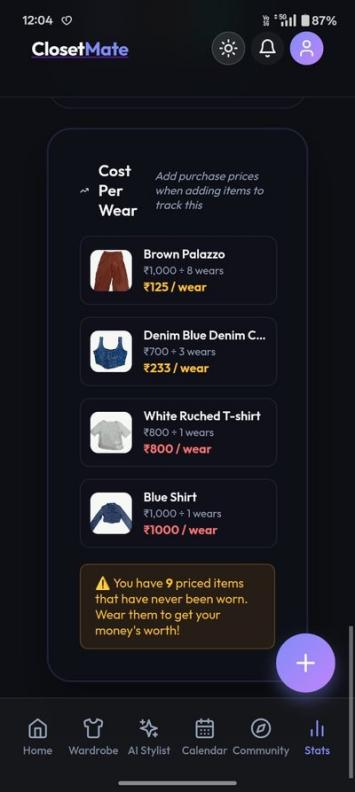 12:04
5G
87%
ClosetMate
Cost
Per
Wear
Add purchase prices
when adding items to
track this
Brown Palazzo
₹1,000 ÷ 8 wears
₹125 / wear
Denim Blue Denim C...
₹700 ÷ 3 wears
₹233 / wear
White Ruched T-shirt
₹800 ÷ 1 wears
₹800 / wear
Blue Shirt
₹1,000 ÷ 1 wears
₹1000 / wear
⚠️ You have 9 priced items
that have never been worn.
Wear them to get your
money's worth!
Home Wardrobe AI Stylist Calendar Community Stats